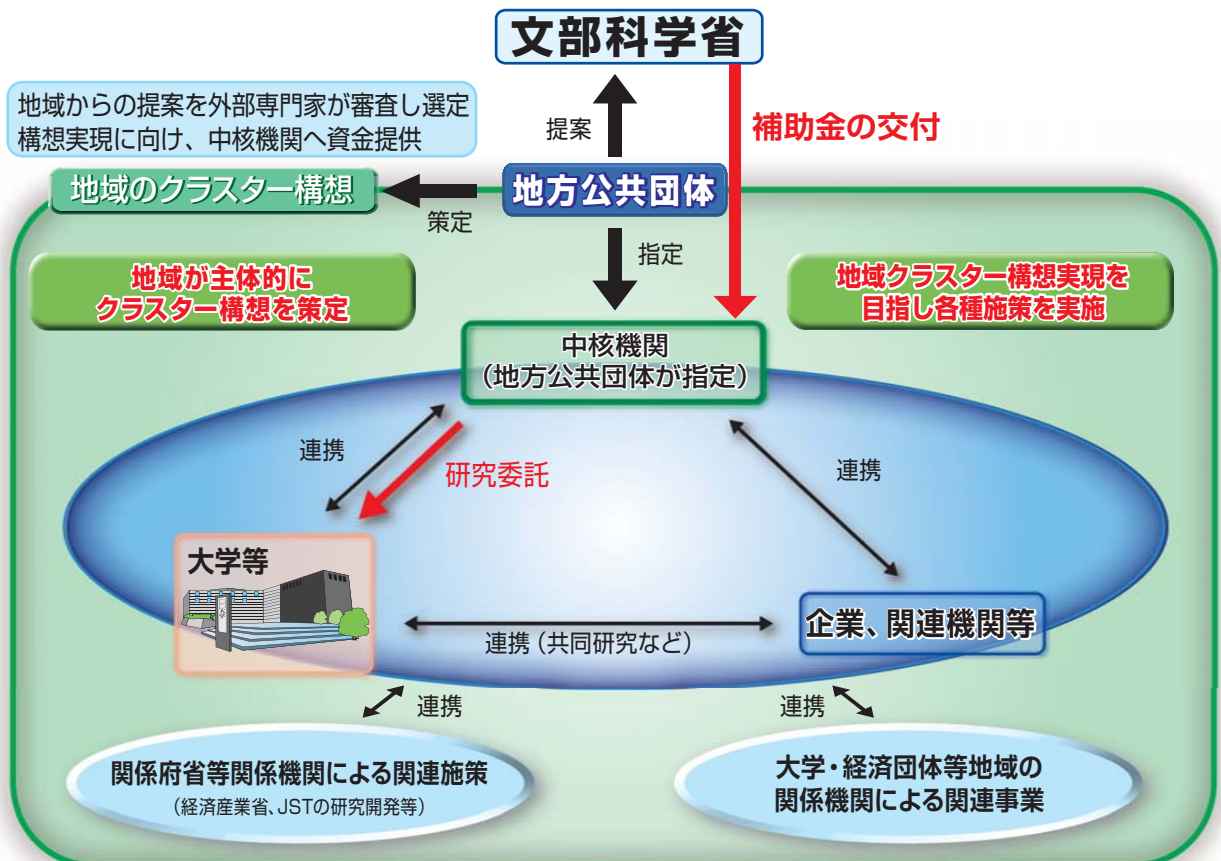 文部科学省
地域からの提案を外部専門家が審査し選定
構想実現に向け、中核機関へ資金提供
提案
補助金の交付
地域のクラスター構想
策定
地方公共団体
指定
地域が主体的に
クラスター構想を策定
地域クラスター構想実現を
目指し各種施策を実施
中核機関
(地方公共団体が指定)
連携
研究委託
連携
大学等
企業、関連機関等
連携(共同研究など)
連携
連携
関係府省等関係機関による関連施策
(経済産業省、JSTの研究開発等)
大学・経済団体等地域の
関係機関による関連事業